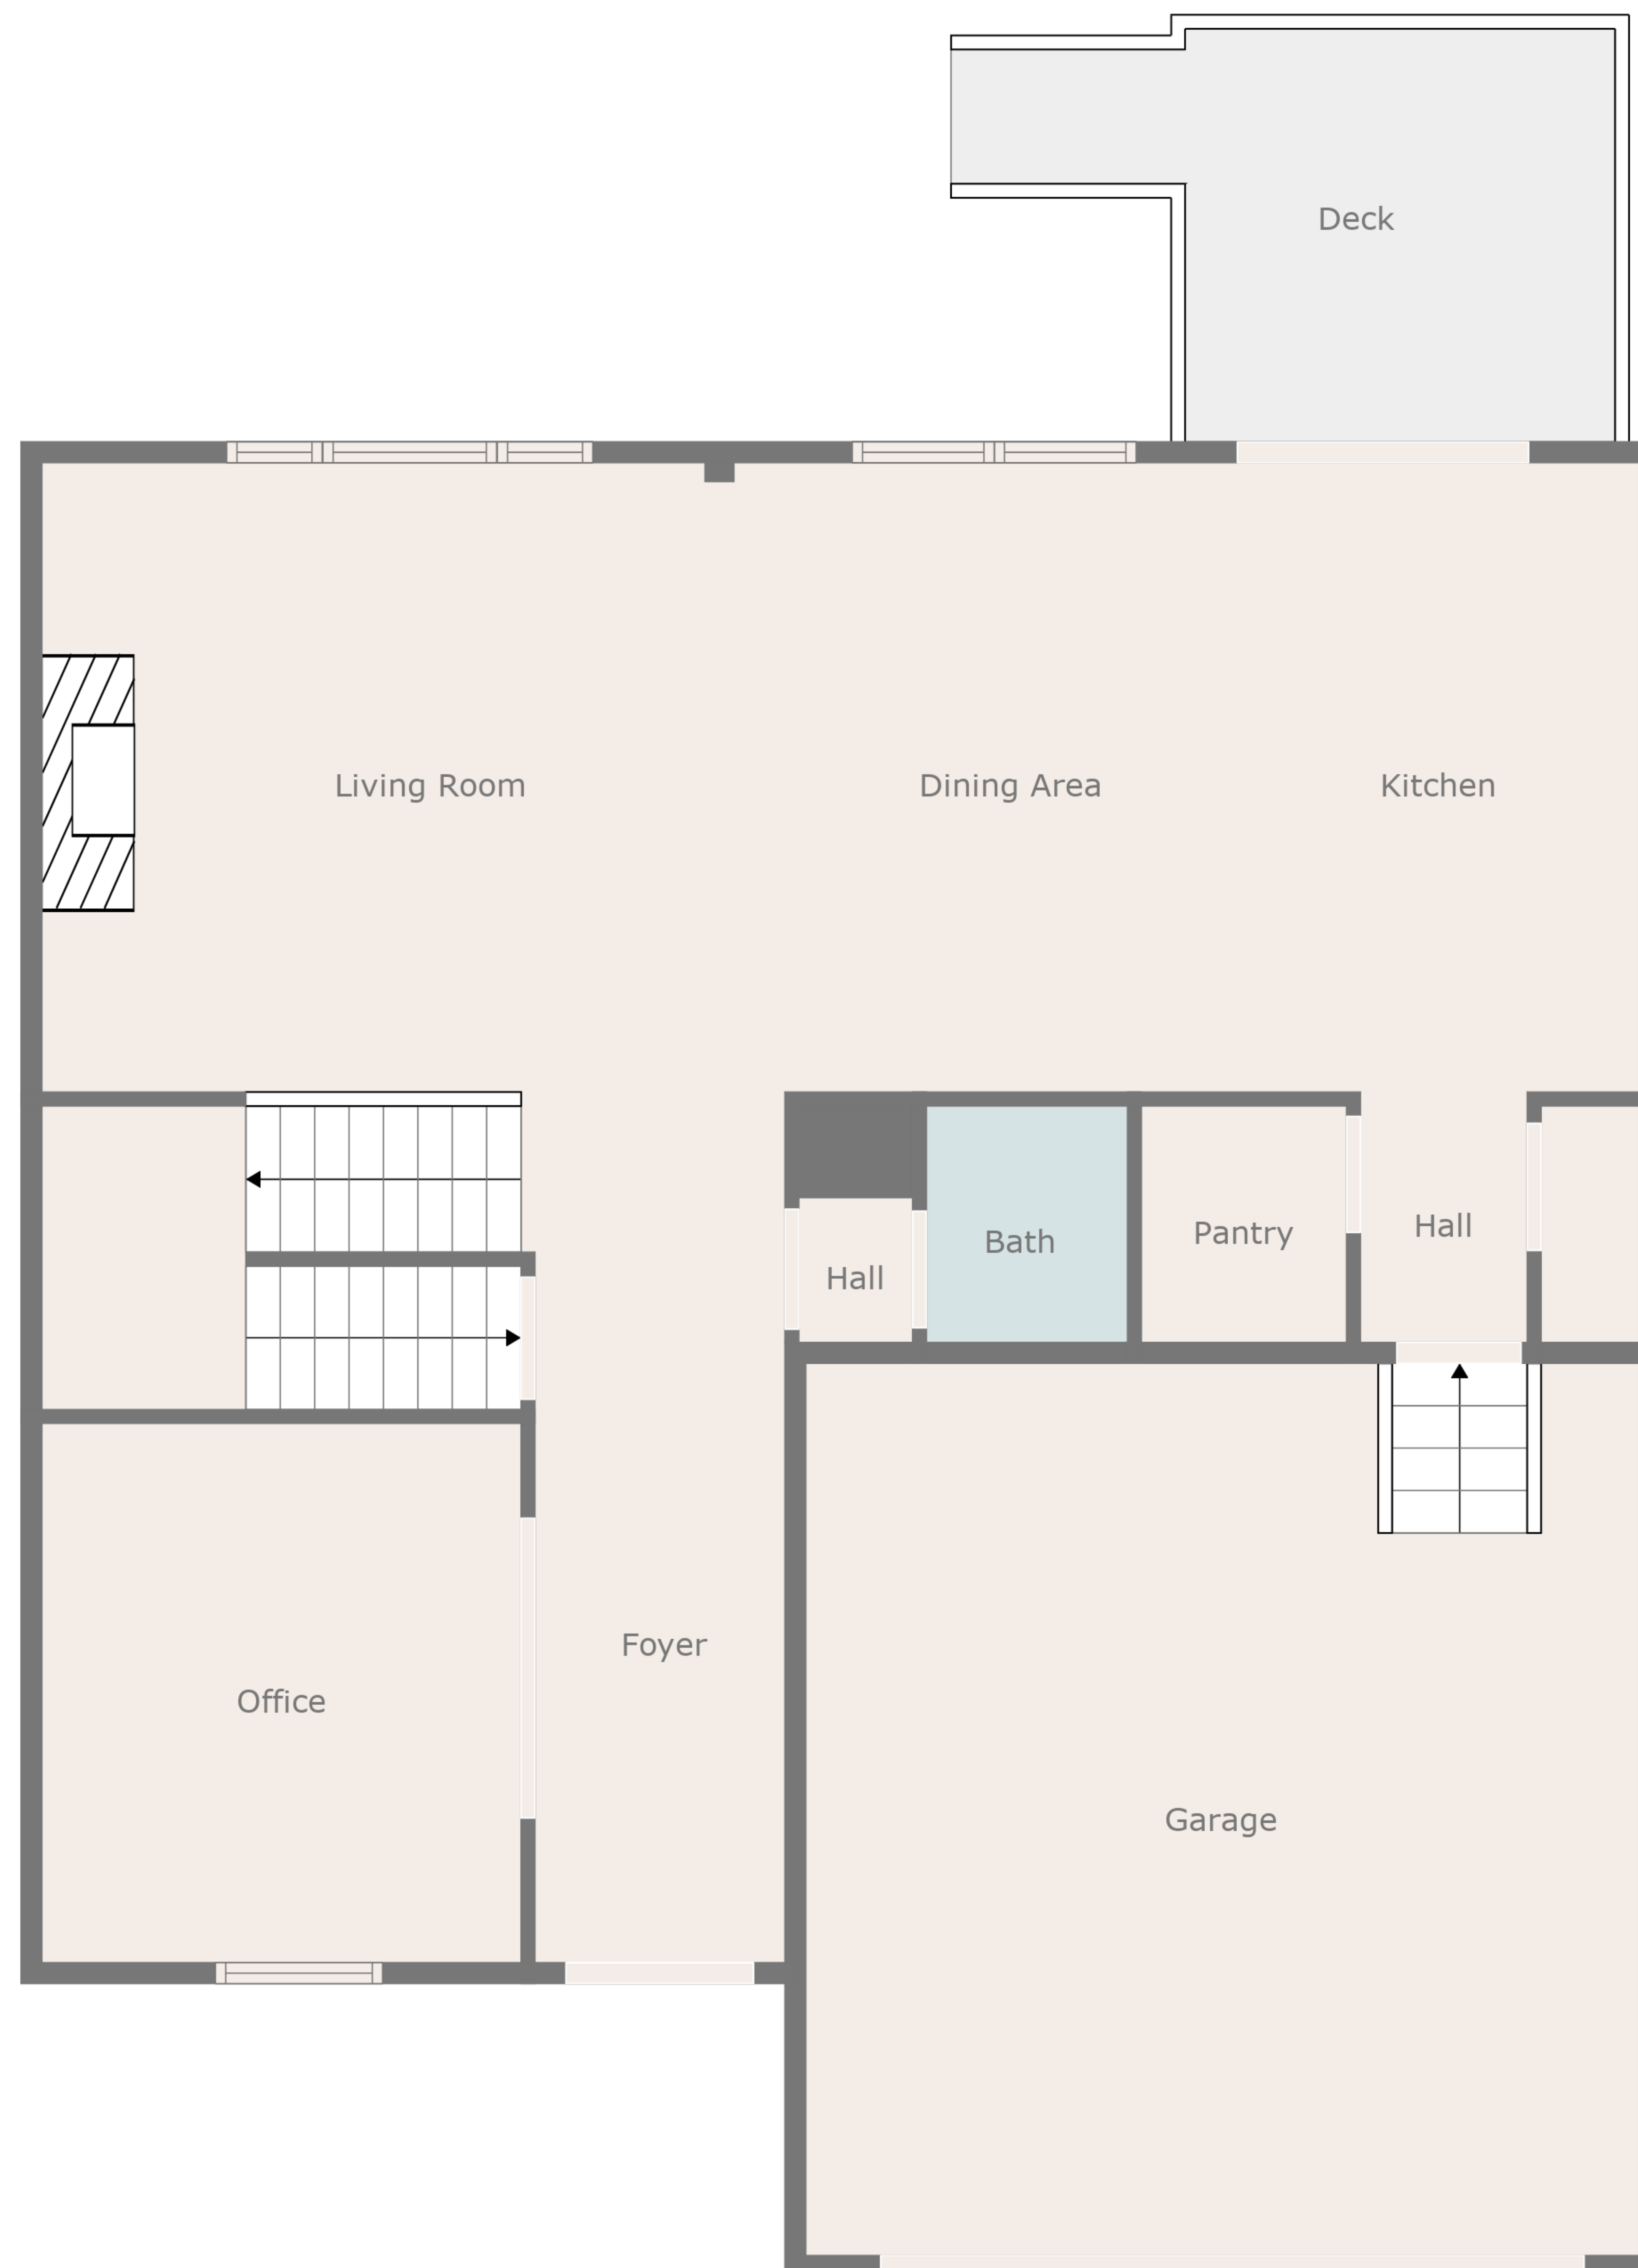 Deck
Living Room
Dining Area
Kitchen
Hall
Bath
Pantry
Hall
Office
Foyer
Garage